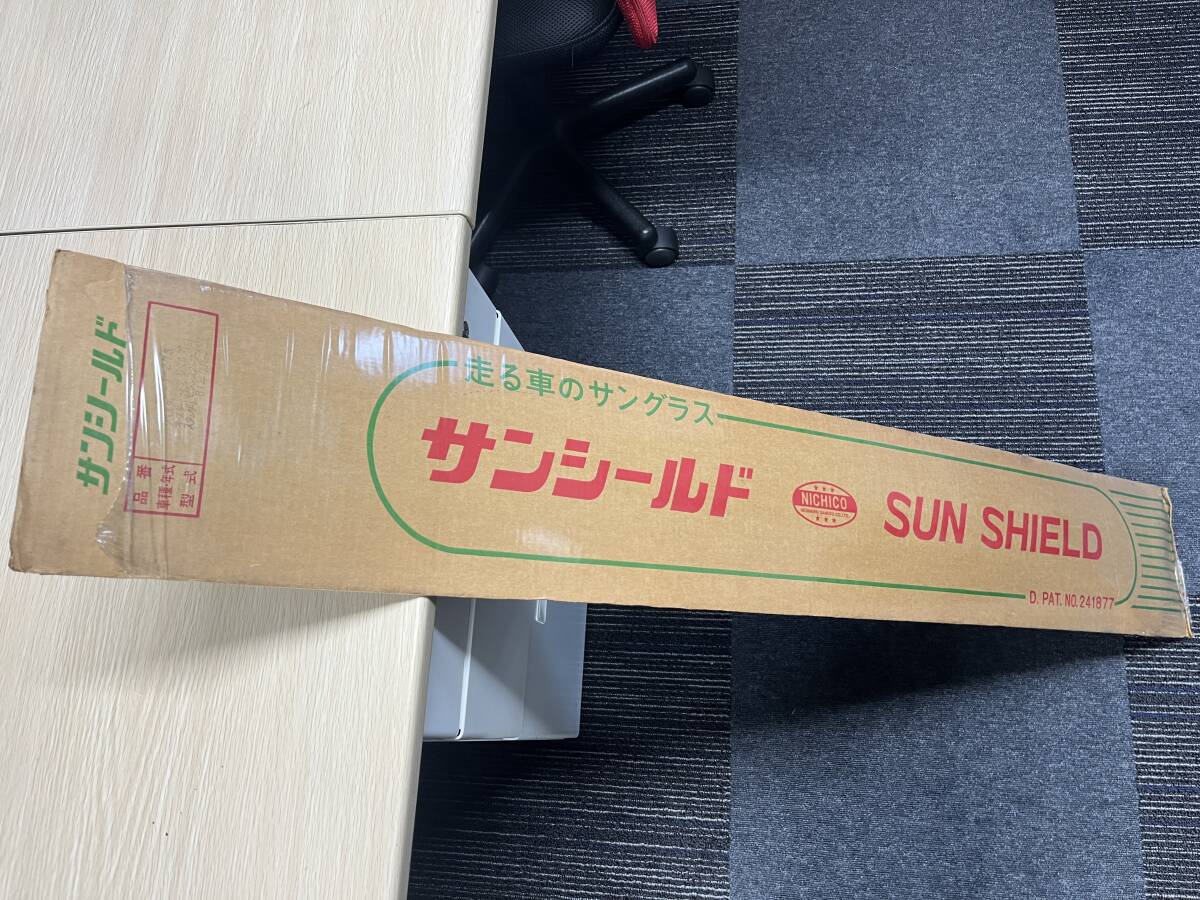 サンシールド
品番
車種・年式
型式
走る車のサングラス
サンシールド
NICHICO
SUN SHIELD
D. PAT. NO. 241877